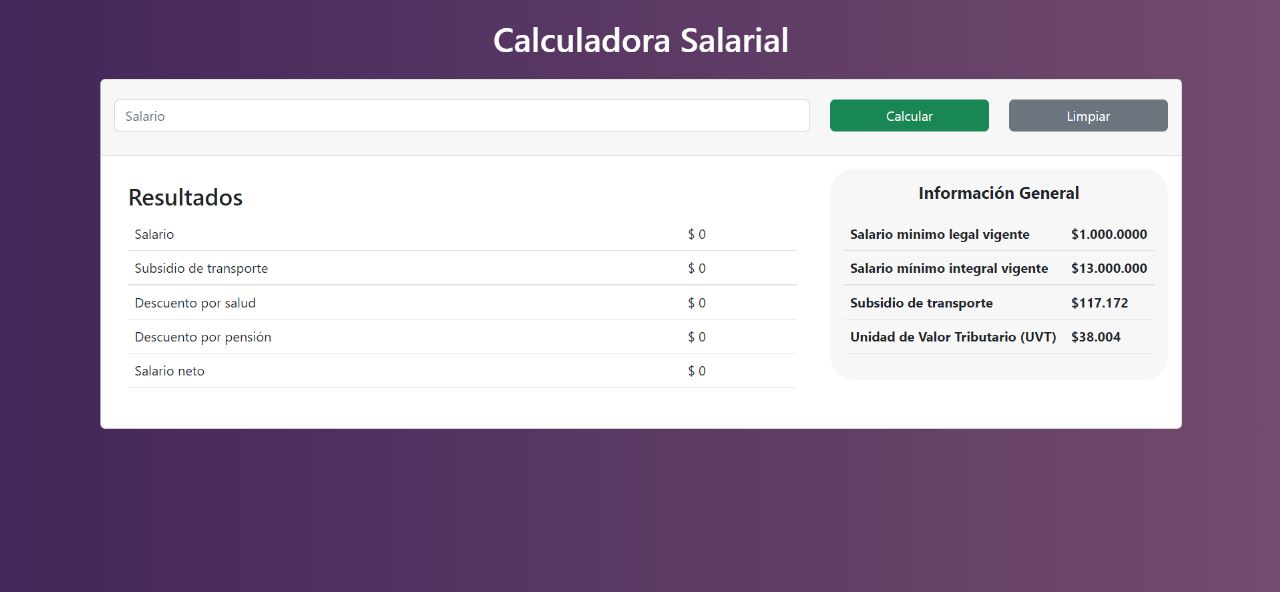 Calculadora Salarial
Salario
Calcular
Limpiar
Resultados
Salario $ 0
Subsidio de transporte $ 0
Descuento por salud $ 0
Descuento por pensión $ 0
Salario neto $ 0
Información General
Salario minimo legal vigente $1.000.0000
Salario mínimo integral vigente $13.000.000
Subsidio de transporte $117.172
Unidad de Valor Tributario (UVT) $38.004